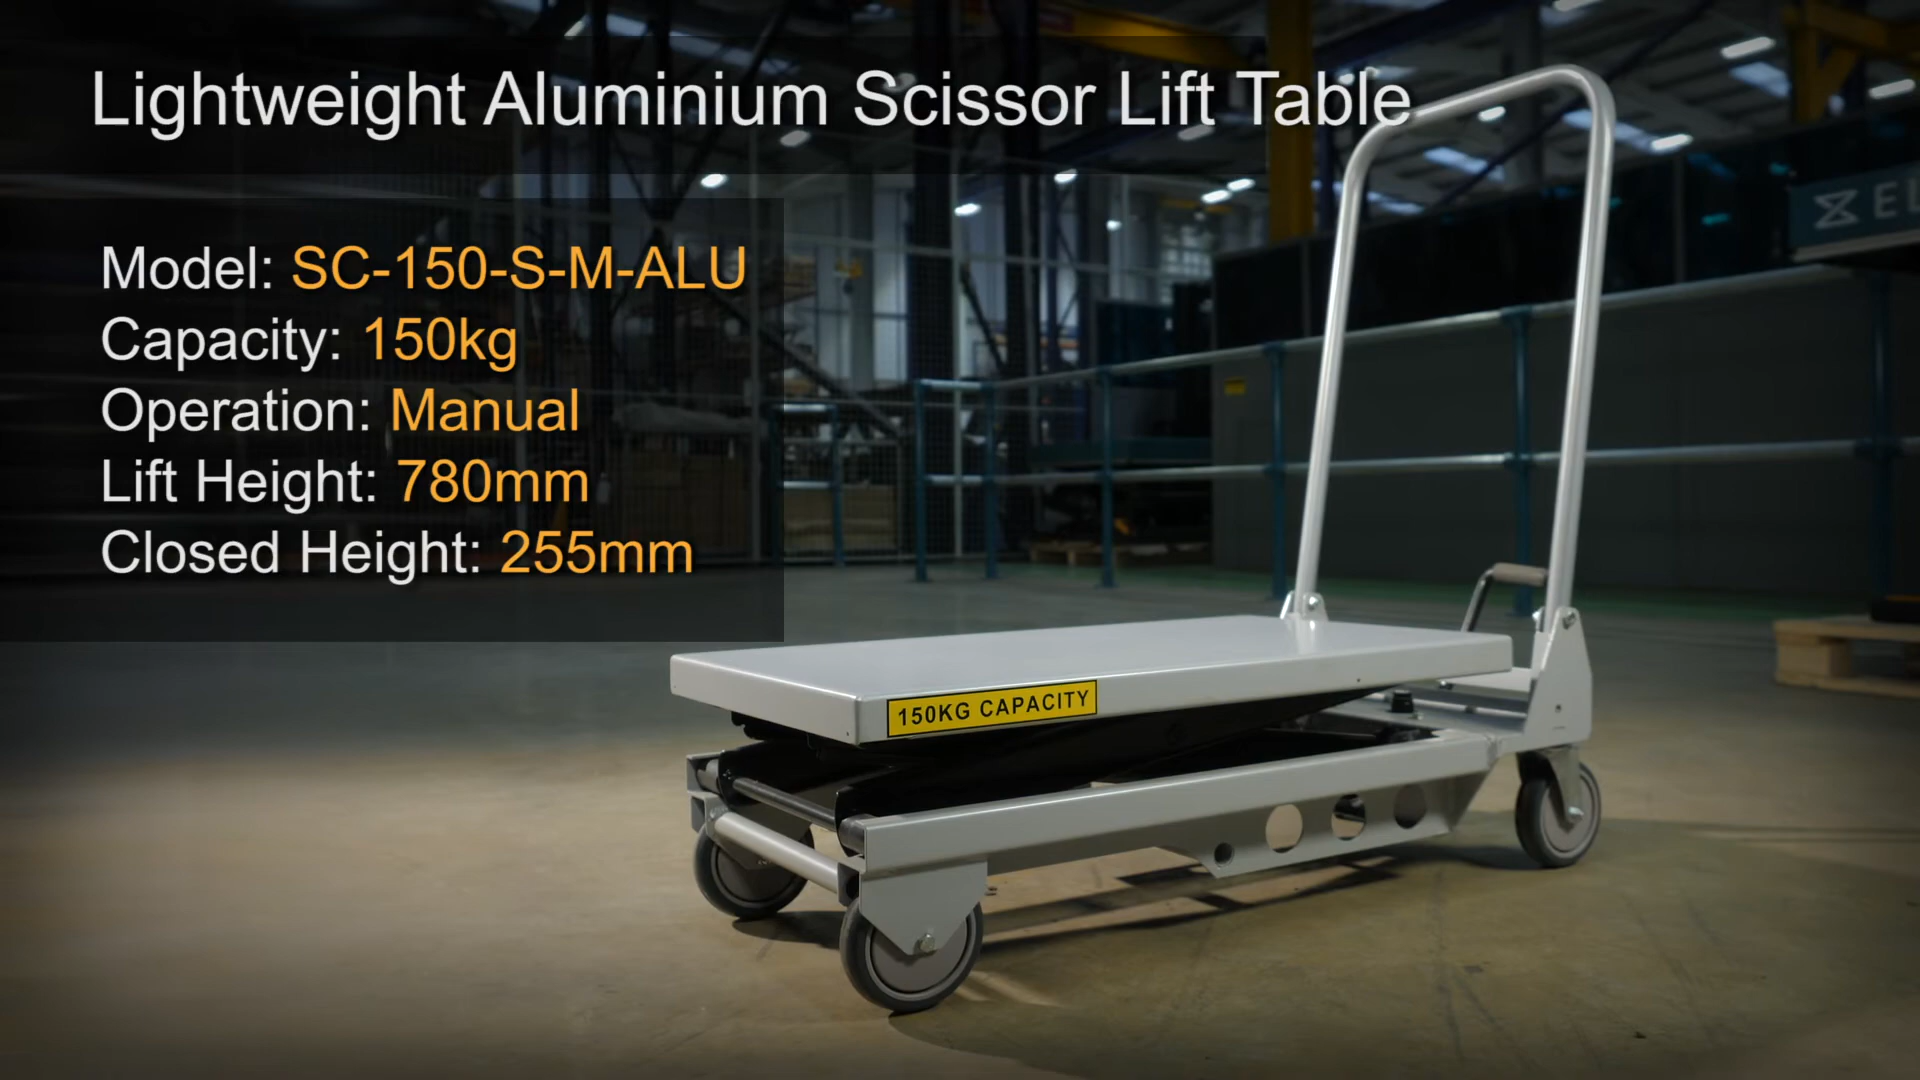 Lightweight Aluminium Scissor Lift Table
Model: SC-150-S-M-ALU
Capacity: 150kg
Operation: Manual
Lift Height: 780mm
Closed Height: 255mm
150KG CAPACITY